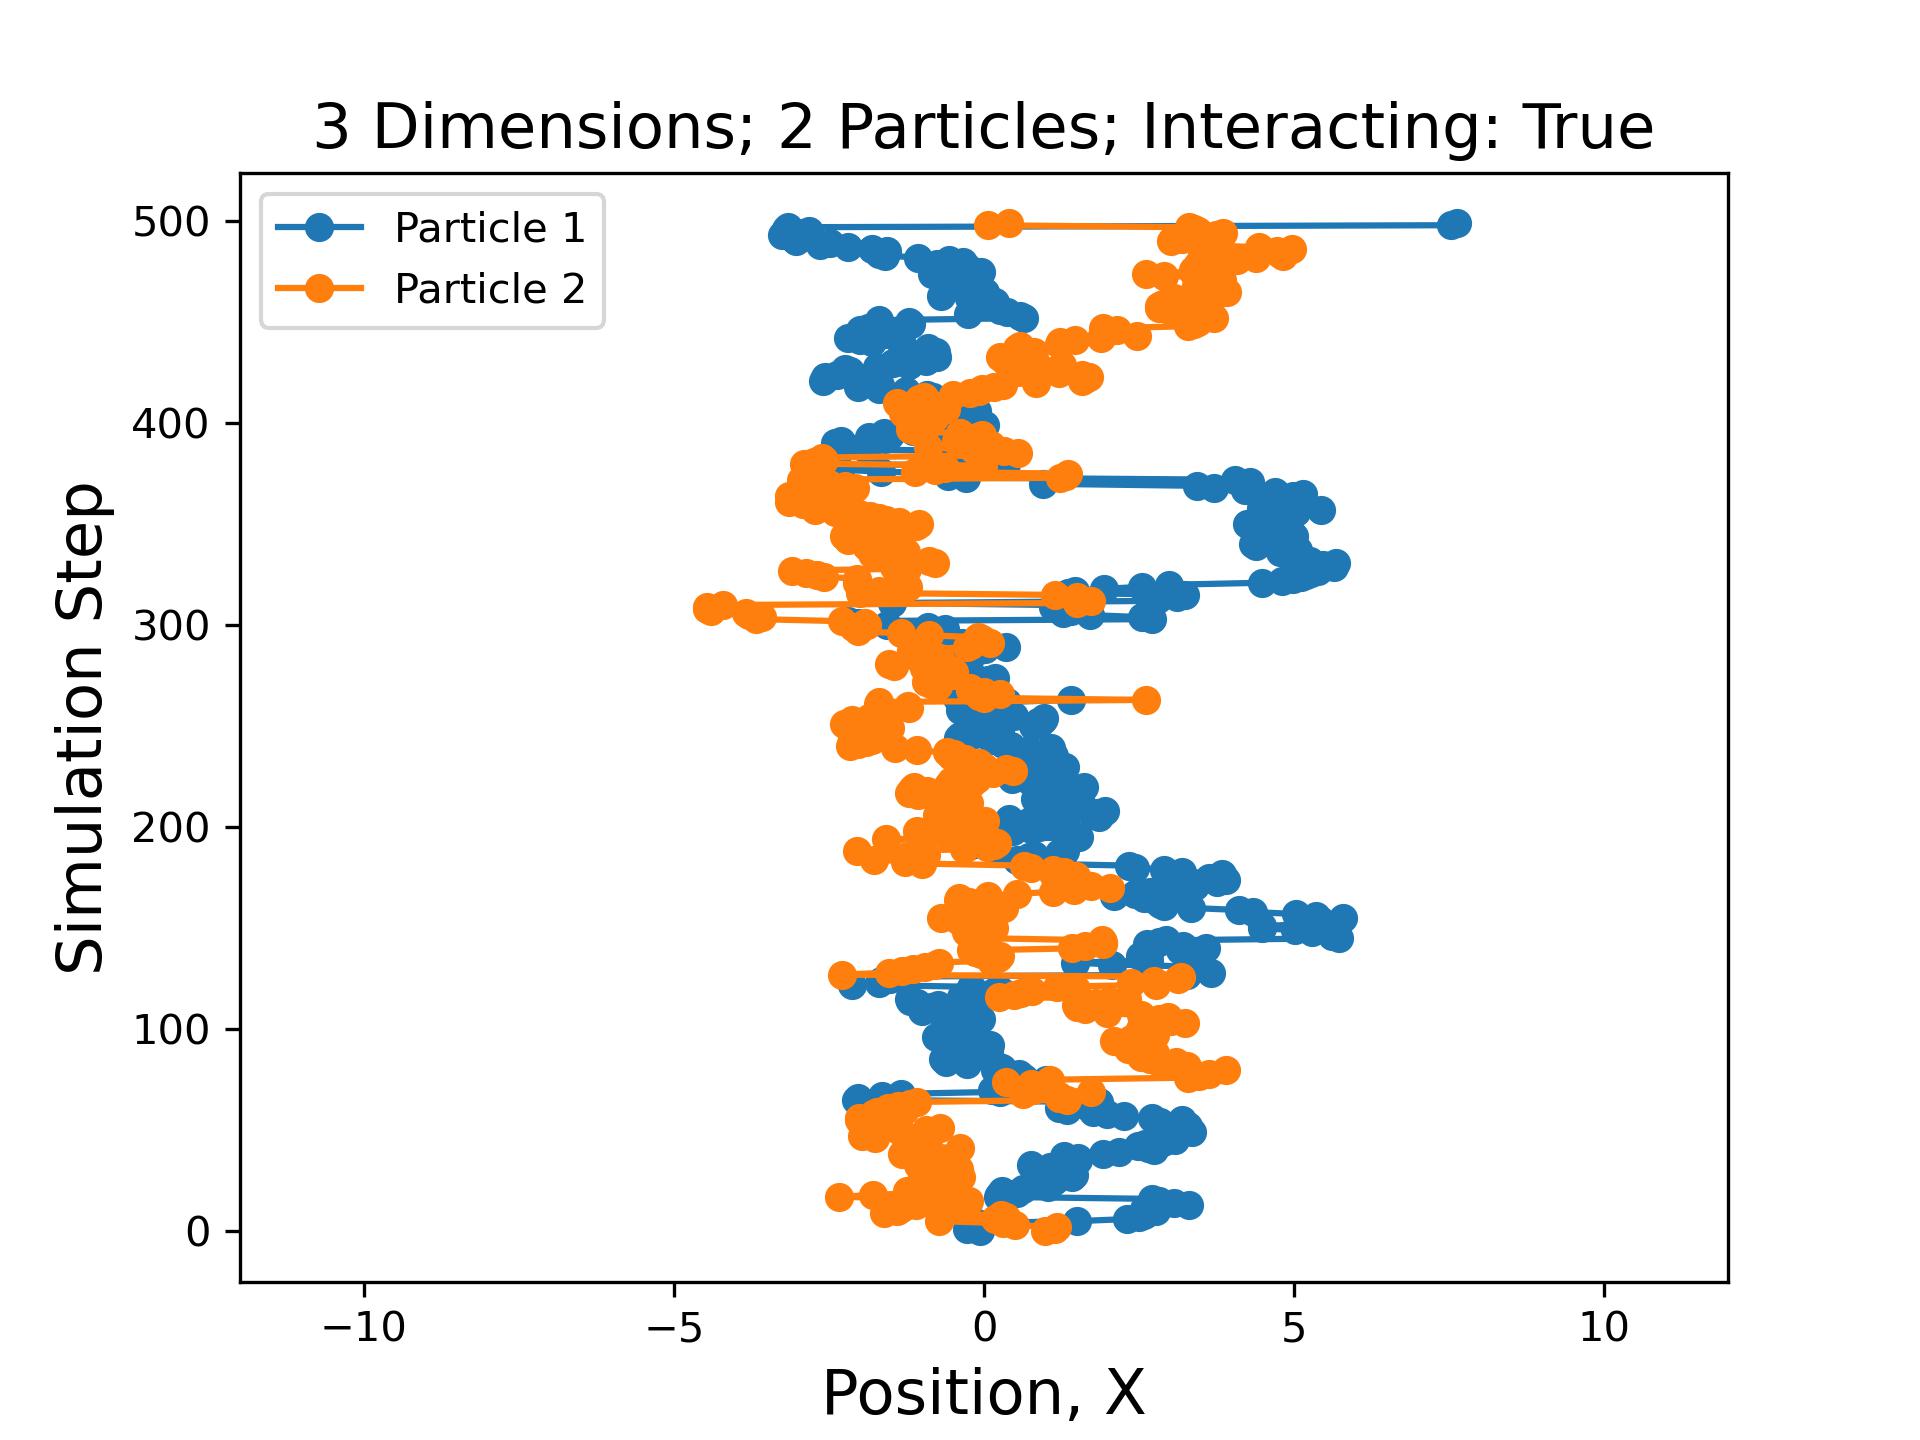 3 Dimensions; 2 Particles; Interacting: True
Particle 1
Particle 2
500
400
300
200
100
0
Simulation Step
−10
−5
0
5
10
Position, X